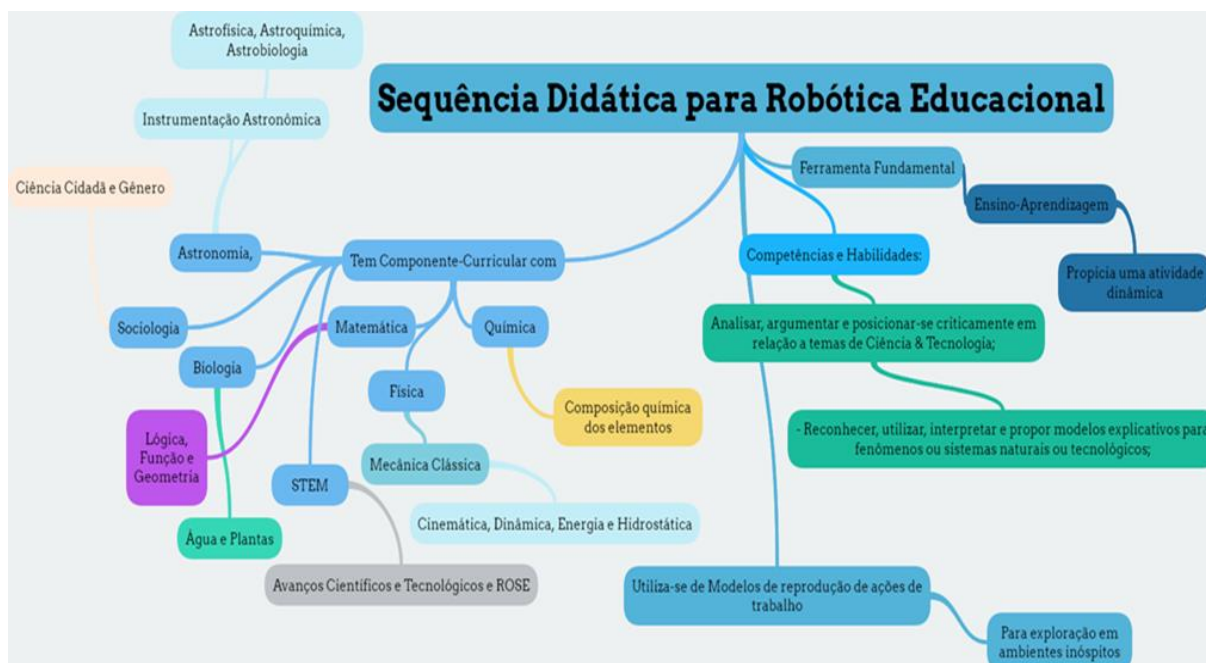 Sequência Didática para Robótica Educacional
Astrofísica, Astroquímica,
Astrobiologia
Instrumentação Astronômica
Ciência Cidadã e Gênero
Astronomia,
Sociologia
Biologia
Lógica,
Função e
Geometria
Água e Plantas
Tem Componente-Curricular com
Matemática
Química
Física
Composição química
dos elementos
Mecânica Clássica
STEM
Cinemática, Dinâmica, Energia e Hidrostática
Avanços Científicos e Tecnológicos e ROSE
Ferramenta Fundamental
Ensino-Aprendizagem
Propicia uma atividade
dinâmica
Competências e Habilidades:
Analisar, argumentar e posicionar-se criticamente em
relação a temas de Ciência & Tecnologia;
- Reconhecer, utilizar, interpretar e propor modelos explicativos para
fenômenos ou sistemas naturais ou tecnológicos;
Utiliza-se de Modelos de reprodução de ações de
trabalho
Para exploração em
ambientes inóspitos